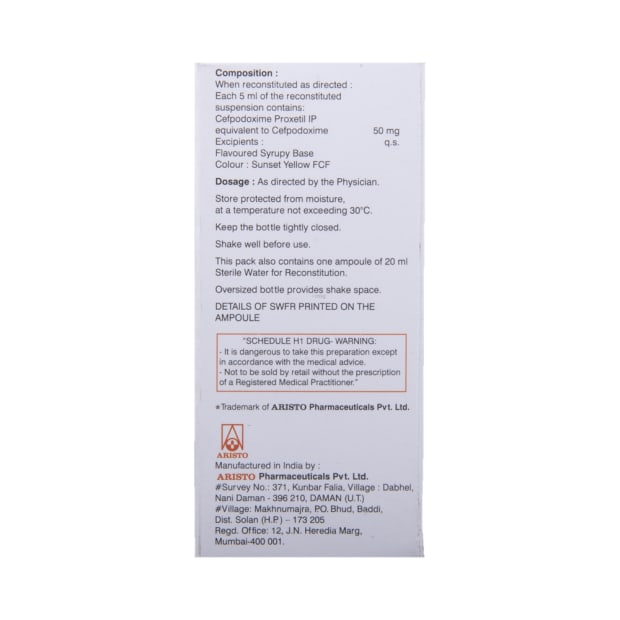 Composition :
When reconstituted as directed :
Each 5 ml of the reconstituted
suspension contains:
Cefpodoxime Proxetil IP
equivalent to Cefpodoxime 50 mg
Excipients : q.s.
Flavoured Syrupy Base
Colour : Sunset Yellow FCF
Dosage : As directed by the Physician.
Store protected from moisture,
at a temperature not exceeding 30°C.
Keep the bottle tightly closed.
Shake well before use.
This pack also contains one ampoule of 20 ml
Sterile Water for Reconstitution.
Oversized bottle provides shake space.
DETAILS OF SWFR PRINTED ON THE
AMPOULE
"SCHEDULE H1 DRUG- WARNING:
- It is dangerous to take this preparation except
in accordance with the medical advice.
- Not to be sold by retail without the prescription
of a Registered Medical Practitioner."
★Trademark of ARISTO Pharmaceuticals Pvt. Ltd.
ARISTO
Manufactured in India by :
ARISTO Pharmaceuticals Pvt. Ltd.
#Survey No.: 371, Kunbar Falia, Village : Dabhel,
Nani Daman - 396 210, DAMAN (U.T.)
#Village: Makhnumajra, P.O. Bhud, Baddi,
Dist. Solan (H.P.) – 173 205
Regd. Office: 12, J.N. Heredia Marg,
Mumbai-400 001.